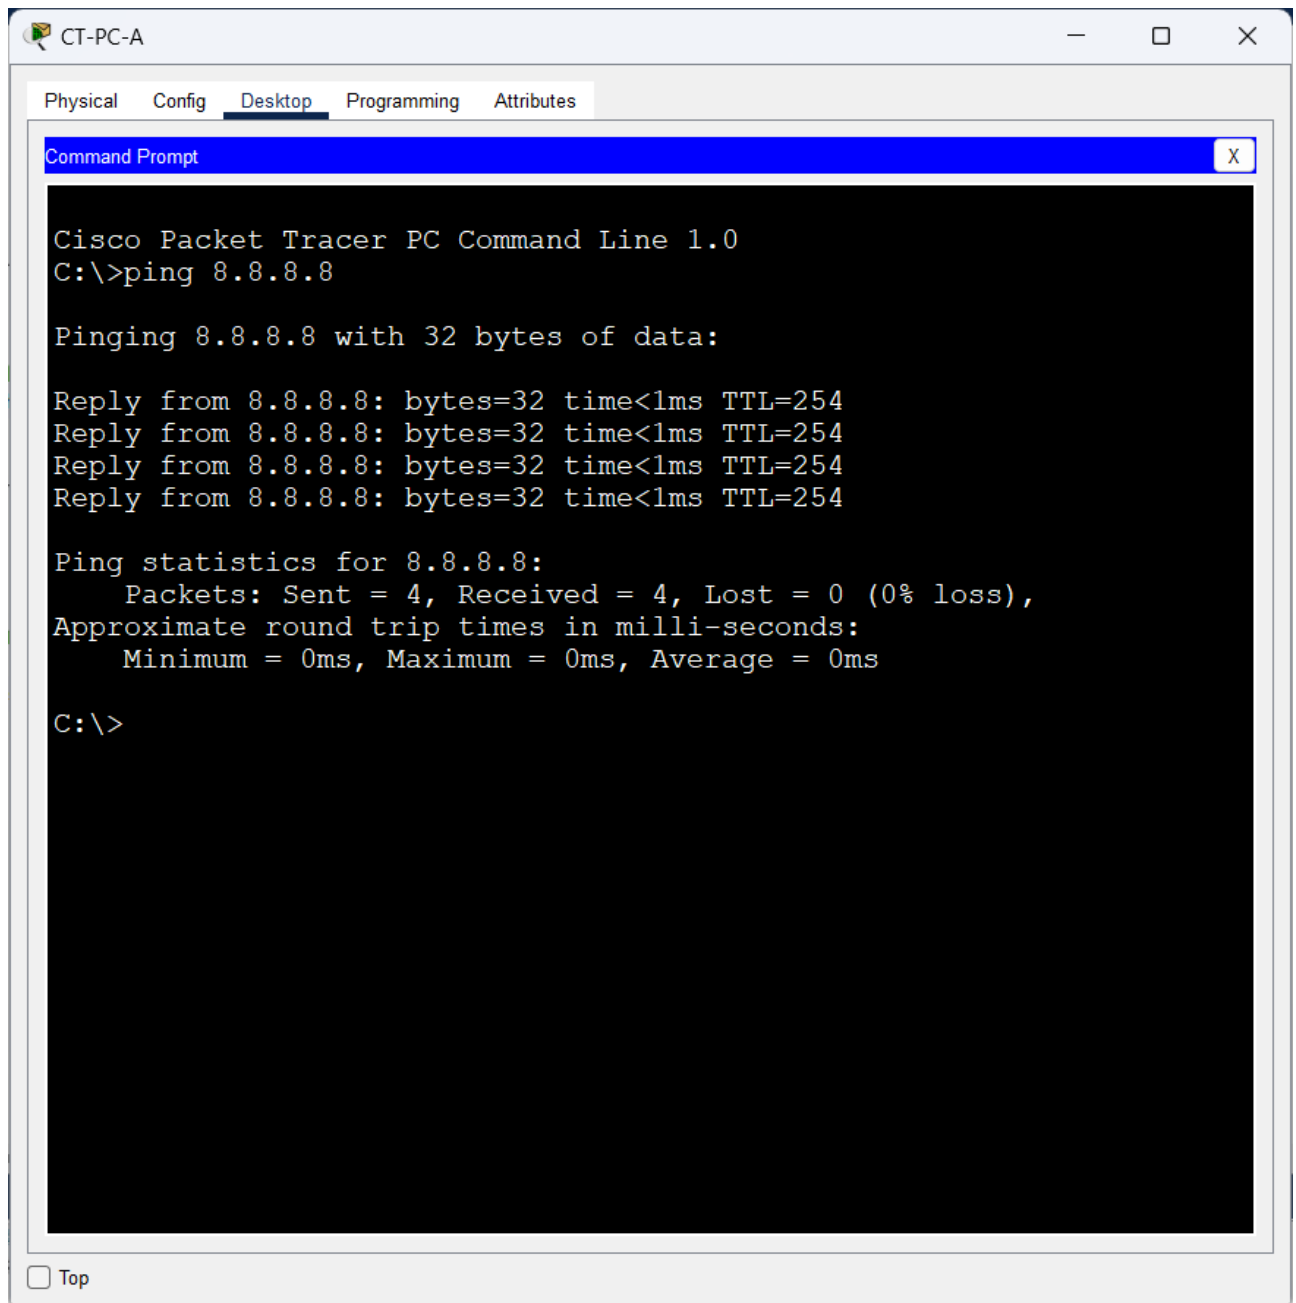 CT-PC-A
Physical Config Desktop Programming Attributes
Command Prompt X
Cisco Packet Tracer PC Command Line 1.0
C:\>ping 8.8.8.8
Pinging 8.8.8.8 with 32 bytes of data:
Reply from 8.8.8.8: bytes=32 time<1ms TTL=254
Reply from 8.8.8.8: bytes=32 time<1ms TTL=254
Reply from 8.8.8.8: bytes=32 time<1ms TTL=254
Reply from 8.8.8.8: bytes=32 time<1ms TTL=254
Ping statistics for 8.8.8.8:
Packets: Sent = 4, Received = 4, Lost = 0 (0% loss),
Approximate round trip times in milli-seconds:
Minimum = 0ms, Maximum = 0ms, Average = 0ms
C:\>
Top